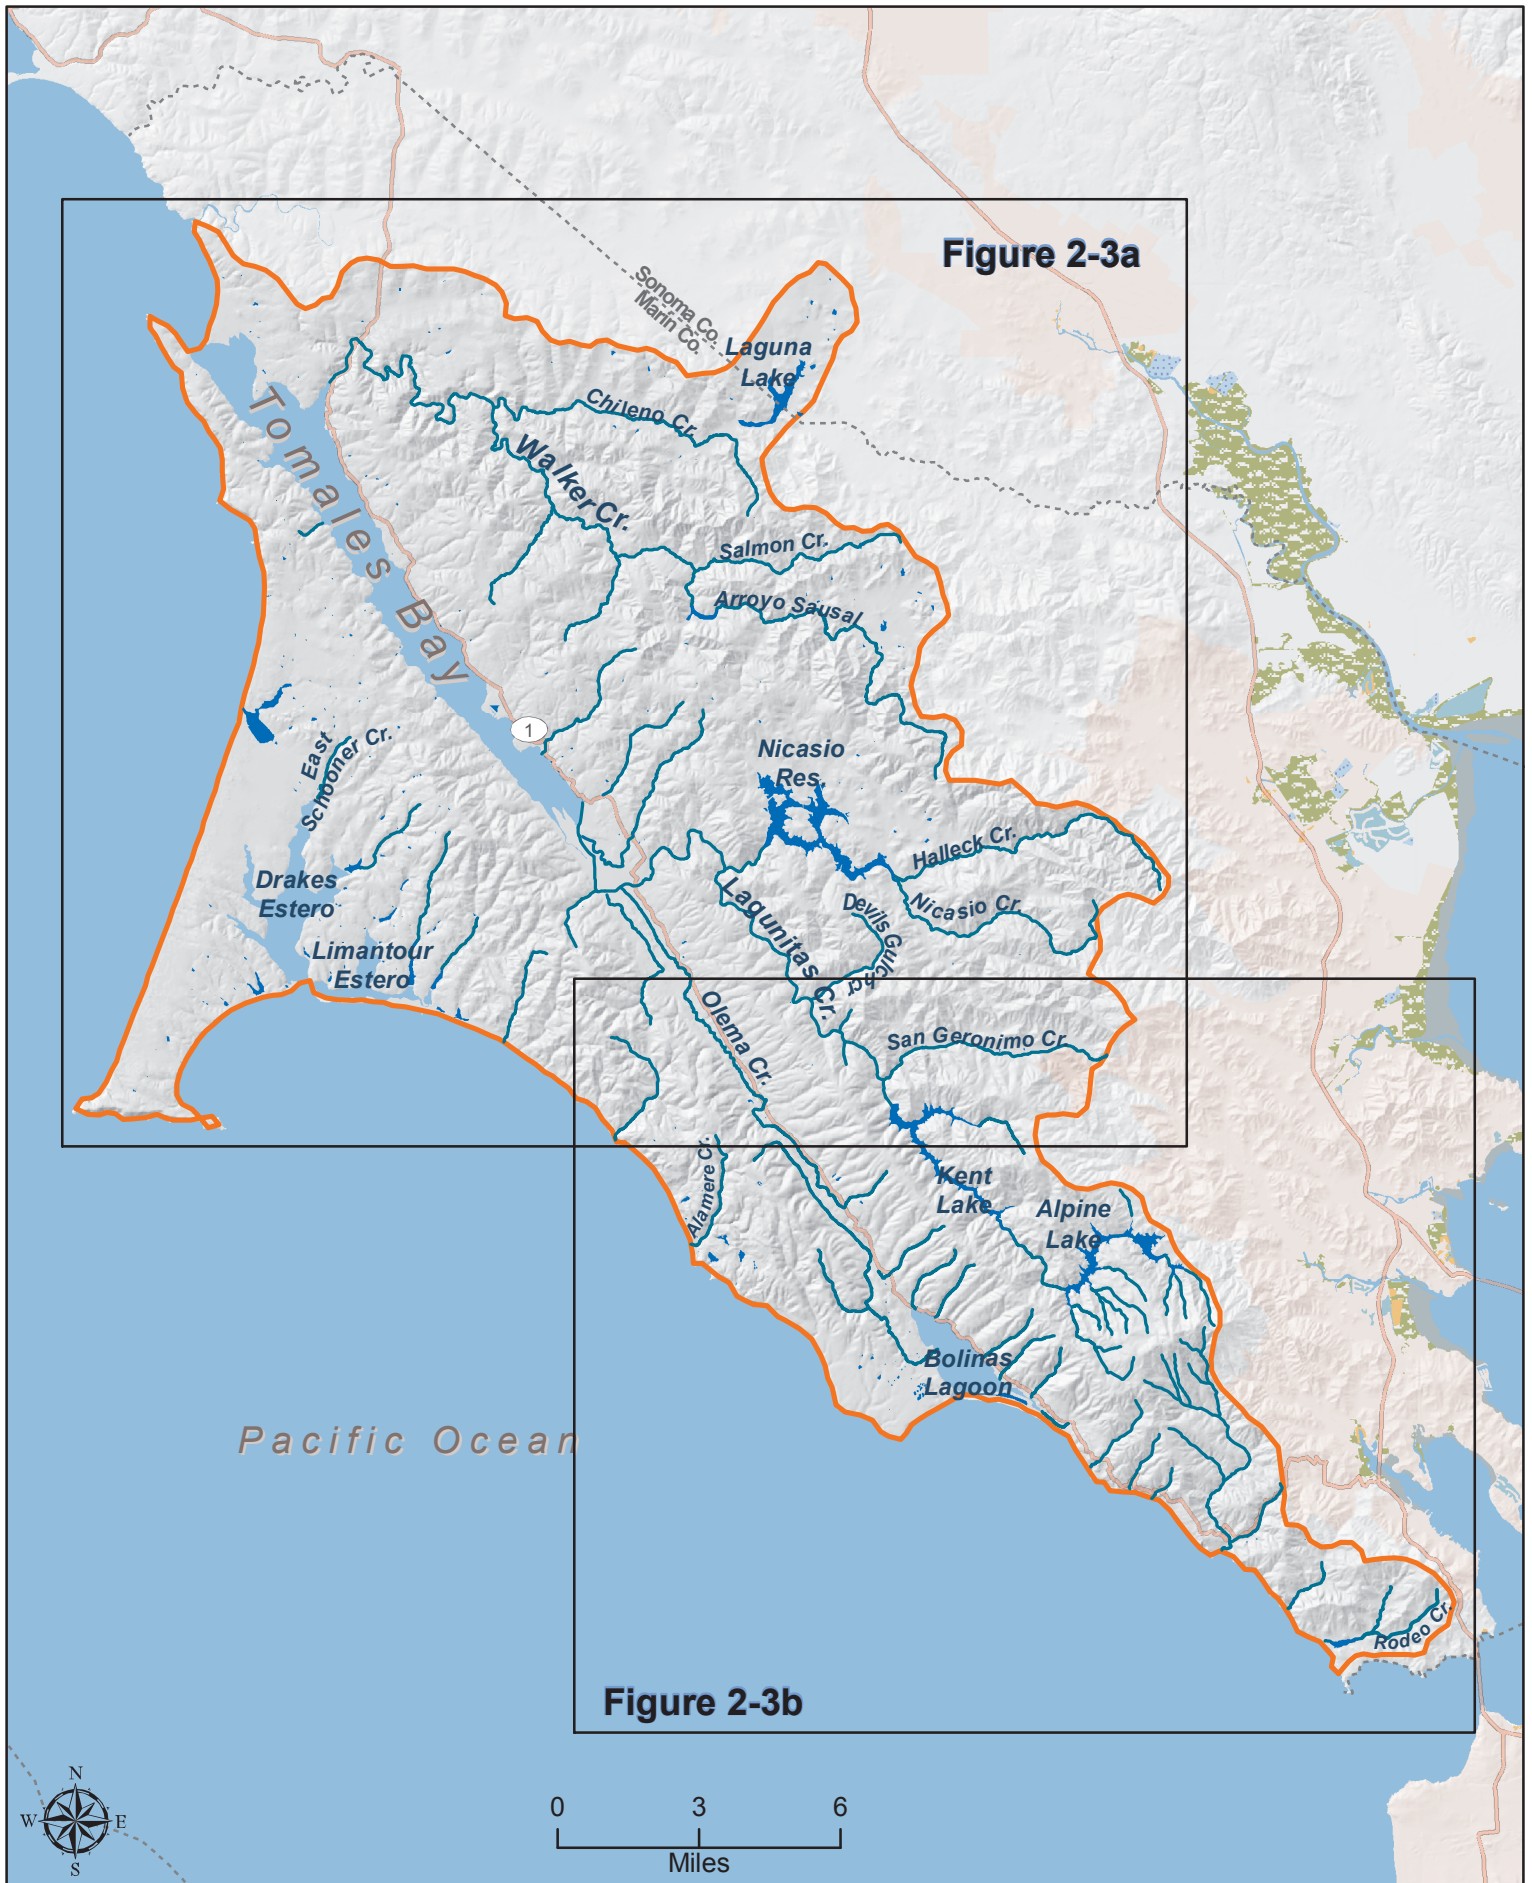 Figure 2-3a
Sonoma Co.
Marin Co.
Laguna
Lake
Chileno Cr.
Tomales Bay
Walker Cr.
Salmon Cr.
Arroyo Sausal
1
Nicasio
Res.
East
Schooner Cr.
Halleck Cr.
Drakes
Estero
Lagunitas Cr.
Devils Gulch cr
Nicasio Cr.
Limantour
Estero
Olema Cr.
San Geronimo Cr
Alamere Cr.
Kent
Lake
Alpine
Lake
Bolinas
Lagoon
Pacific Ocean
Rodeo Cr.
Figure 2-3b
N
W
E
S
0 3 6
Miles